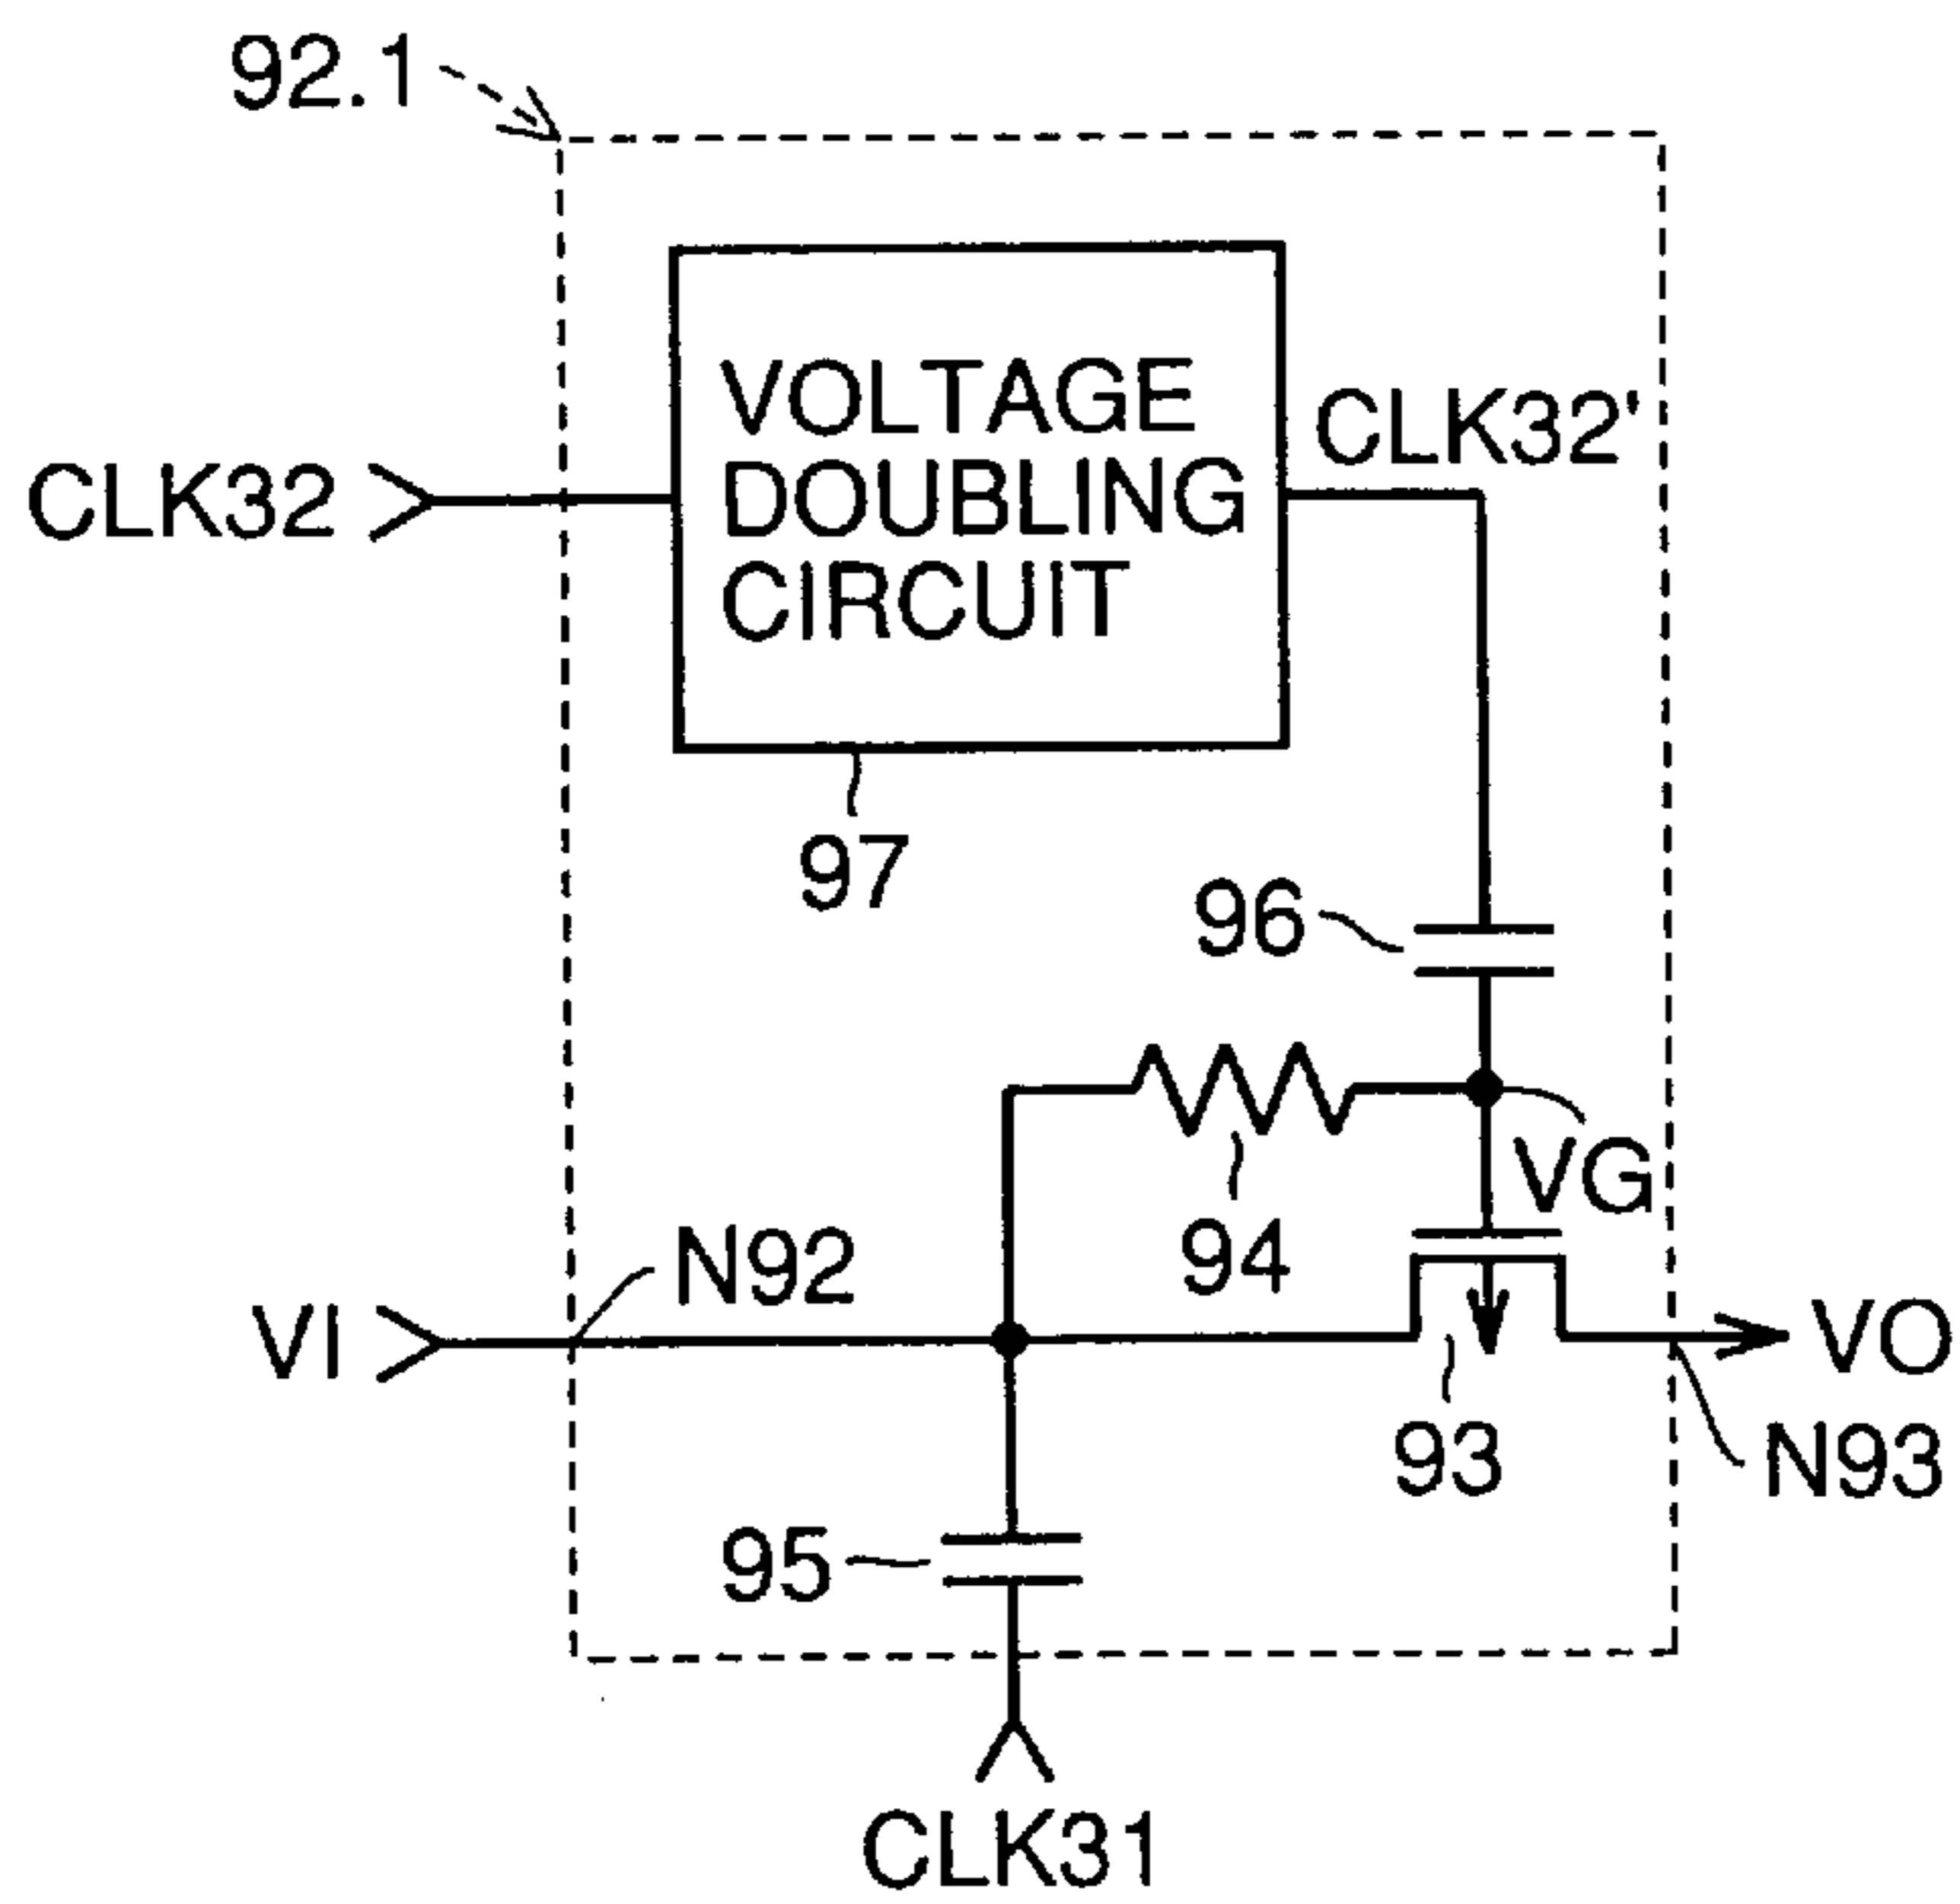 92.1
VOLTAGE
DOUBLING
CIRCUIT
CLK32'
CLK32
97
96
VG
94
N92
VI
VO
93
N93
95
CLK31